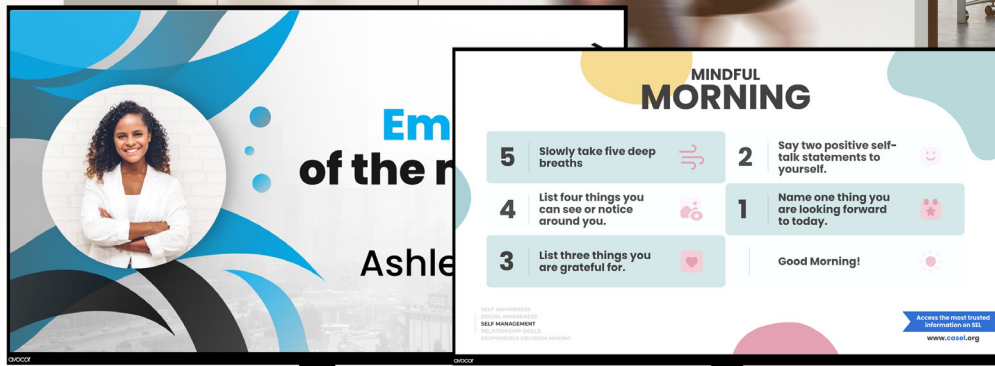 Em
of the
Ashle
avocor
MINDFUL
MORNING
5
Slowly take five deep
breaths
2
Say two positive self-
talk statements to
yourself.
4
List four things you
can see or notice
around you.
1
Name one thing you
are looking forward
to today.
3
List three things you
are grateful for.
Good Morning!
SELF AWARENESS
SOCIAL AWARENESS
SELF MANAGEMENT
RELATIONSHIP SKILLS
RESPONSIBLE DECISION MAKING
Access the most trusted
information on SEL
www.casel.org
avocor